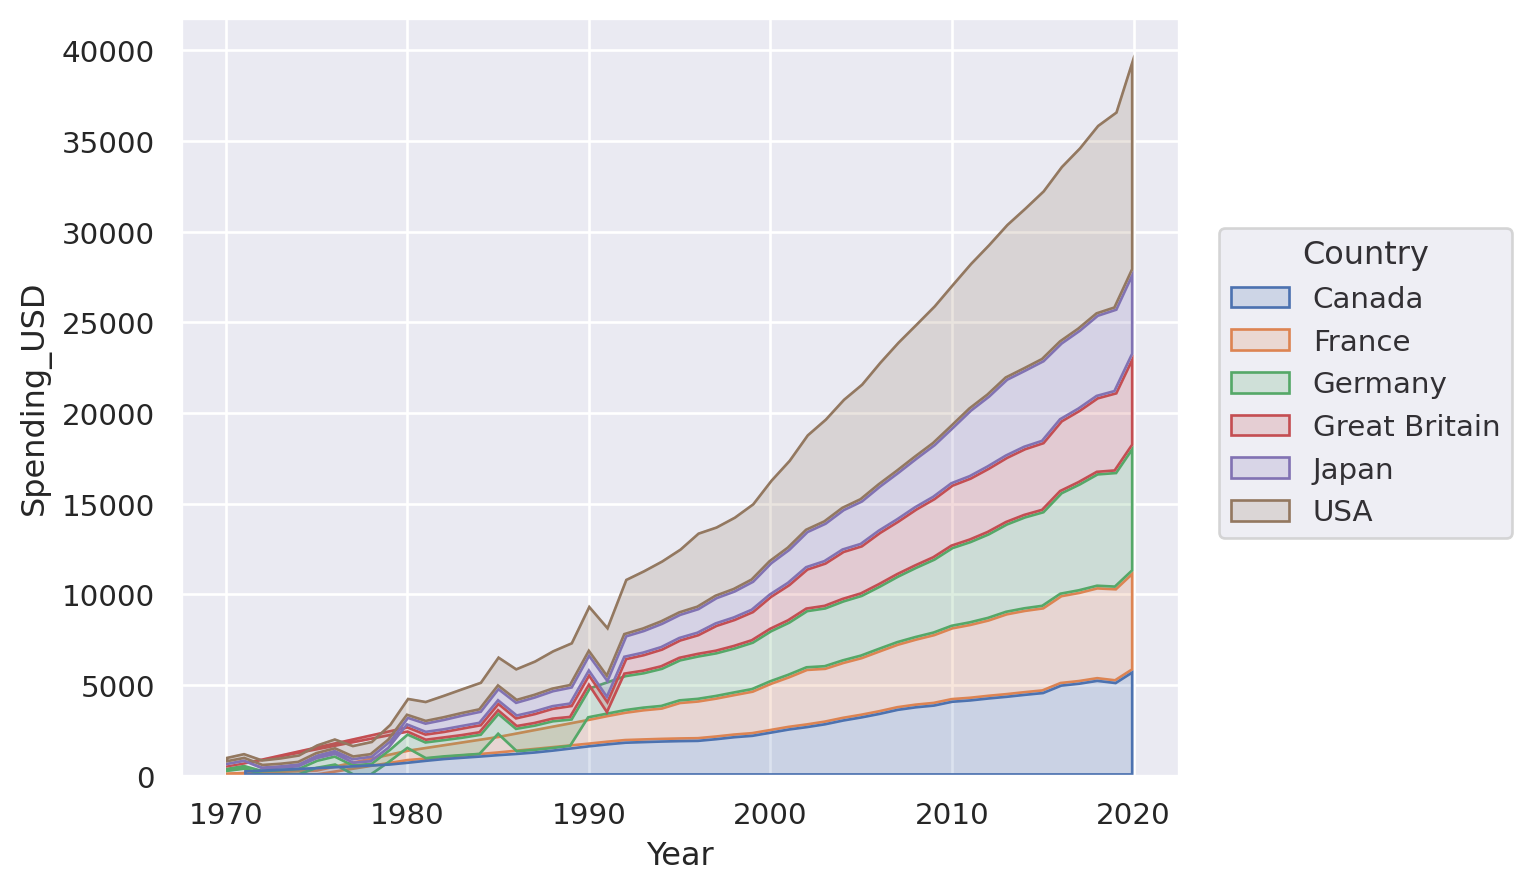 40000
35000
30000
25000
20000
15000
10000
5000
0
Spending_USD
1970 1980 1990 2000 2010 2020
Year
Country
Canada
France
Germany
Great Britain
Japan
USA